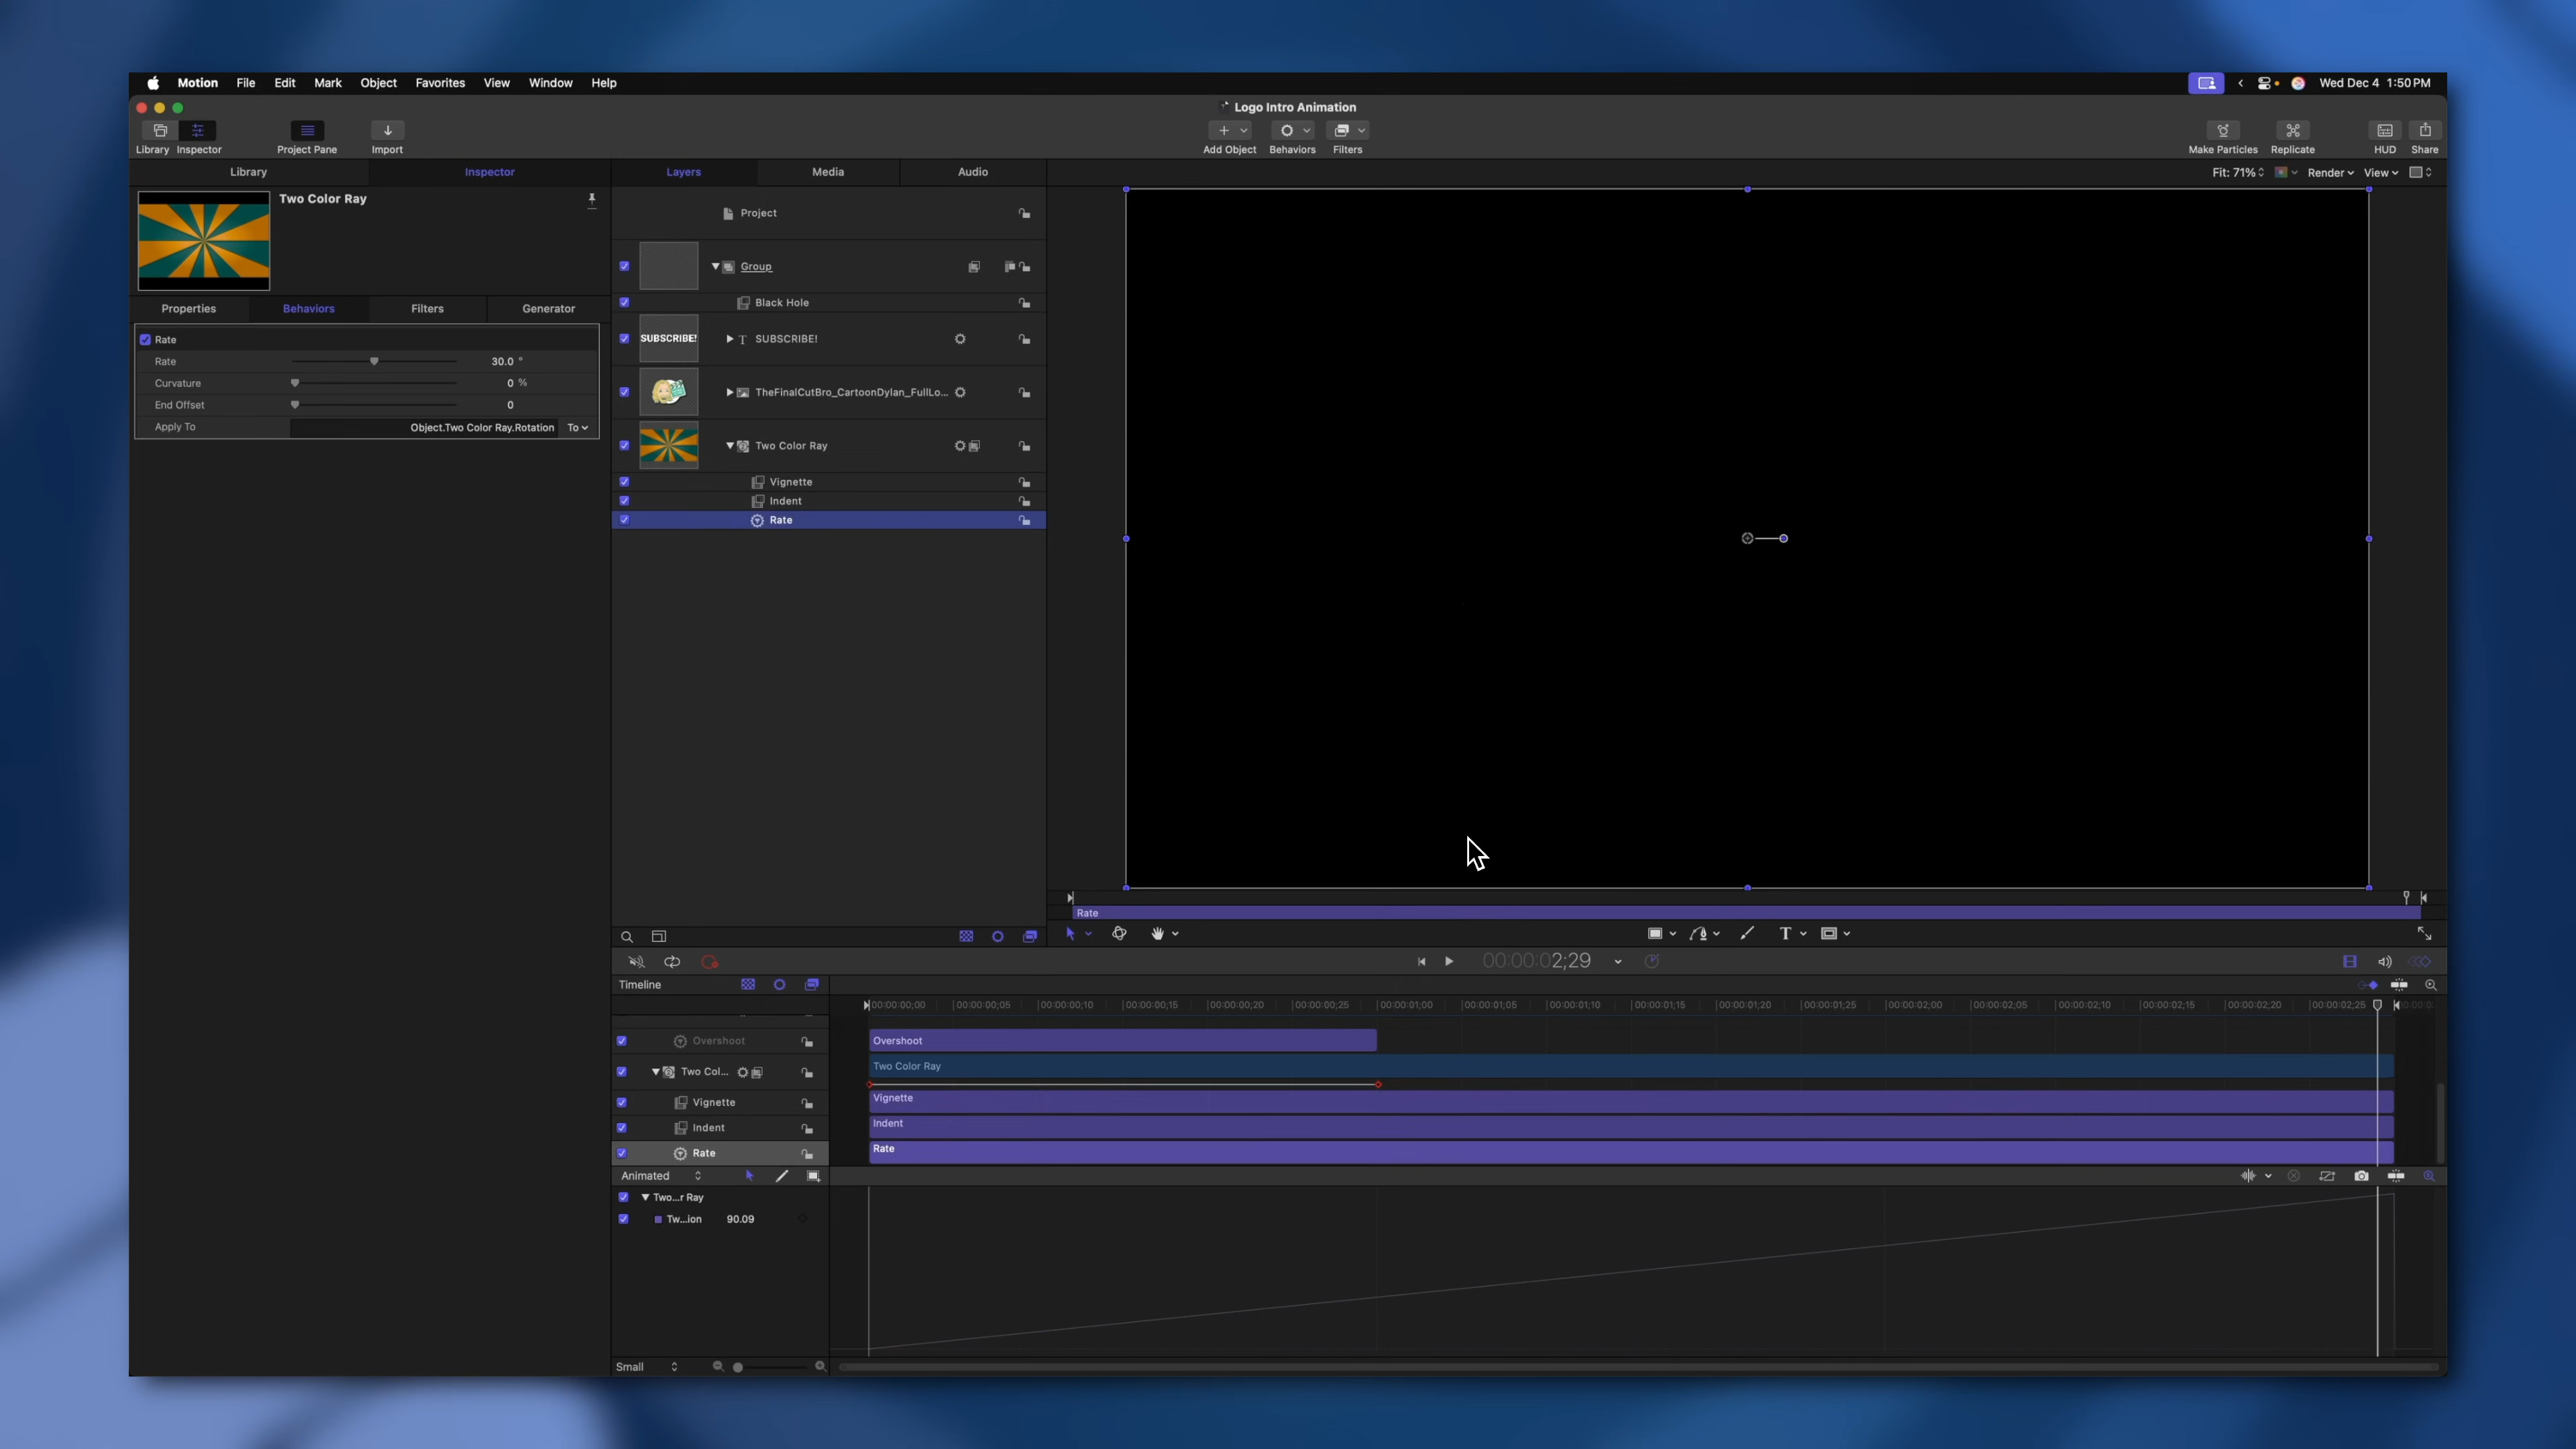 Motion File Edit Mark Object Favorites View Window Help
Wed Dec 4 1:50 PM
Logo Intro Animation
Library Inspector Project Pane Import
Add Object Behaviors Filters
Make Particles Replicate HUD Share
Library Inspector
Layers Media Audio
Fit: 71% Render View
Two Color Ray
Properties Behaviors Filters Generator
Rate
Rate 30.0 °
Curvature 0 %
End Offset 0
Apply To Object.Two Color Ray.Rotation To
Project
Group
Black Hole
SUBSCRIBE! SUBSCRIBE!
TheFinalCutBro_CartoonDylan_FullLo...
Two Color Ray
Vignette
Indent
Rate
Rate
00:00:02;29
Timeline
00:00:00;00 00:00:00;05 00:00:00;10 00:00:00;15 00:00:00;20 00:00:00;25 00:00:01;00 00:00:01;05 00:00:01;10 00:00:01;15 00:00:01;20 00:00:01;25 00:00:02;00 00:00:02;05 00:00:02;10 00:00:02;15 00:00:02;20 00:00:02;25
Overshoot Overshoot
Two Col... Two Color Ray
Vignette Vignette
Indent Indent
Rate Rate
Animated
Two...r Ray
Tw...ion 90.09
Small